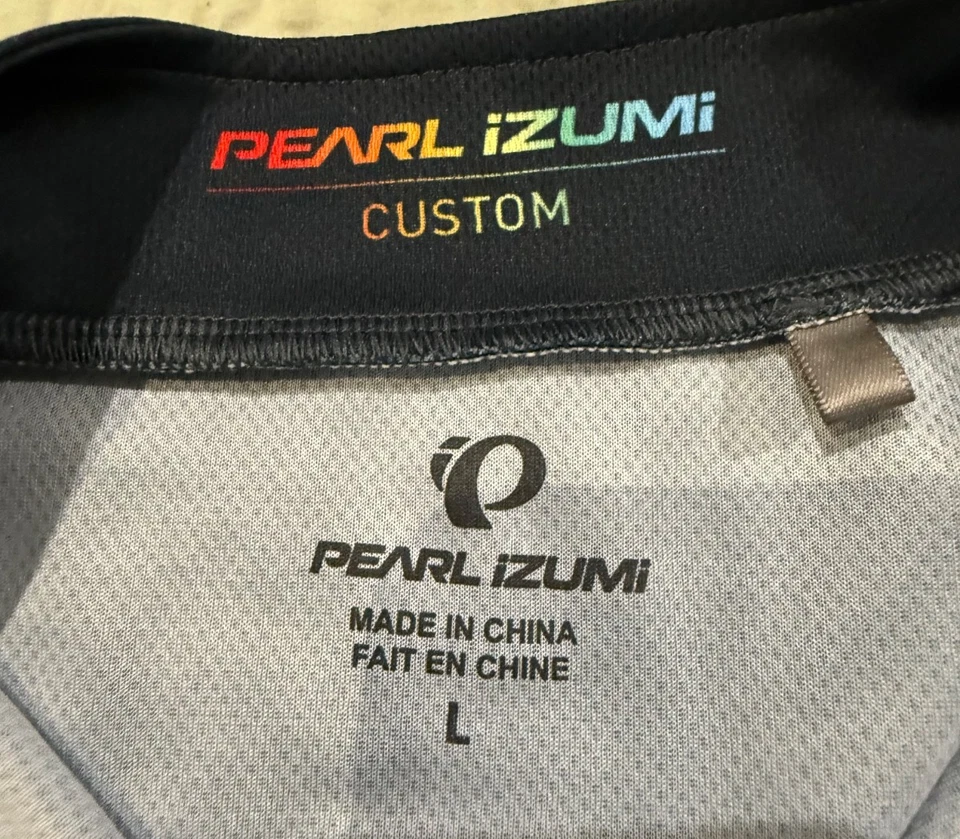 PEARL iZUMi
CUSTOM
PEARL iZUMi
MADE IN CHINA
FAIT EN CHINE
L